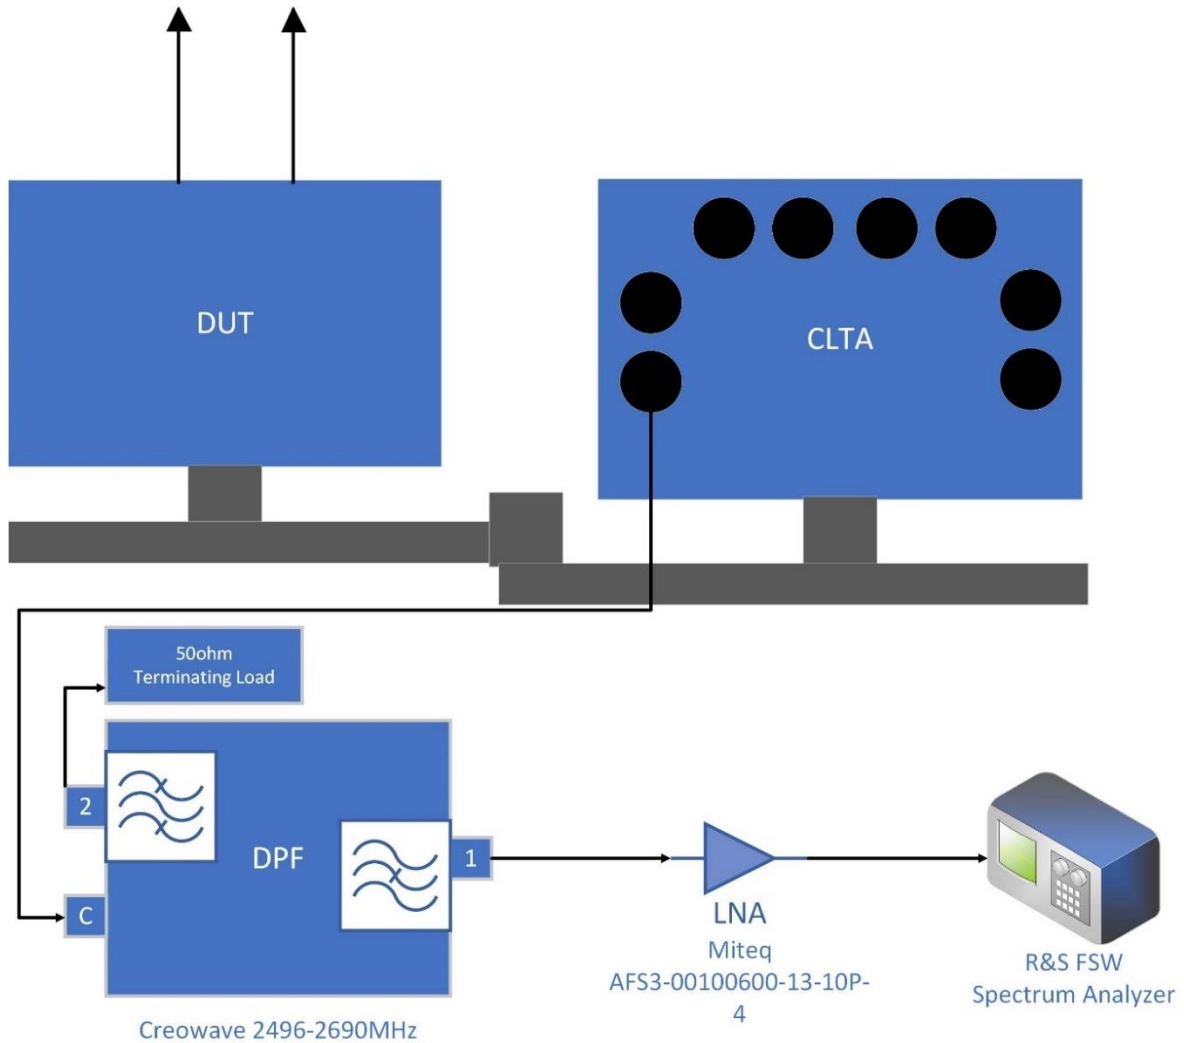 DUT
CLTA
50ohm
Terminating Load
2
DPF
1
C
LNA
Miteq
AFS3-00100600-13-10P-
4
R&S FSW
Spectrum Analyzer
Creowave 2496-2690MHz